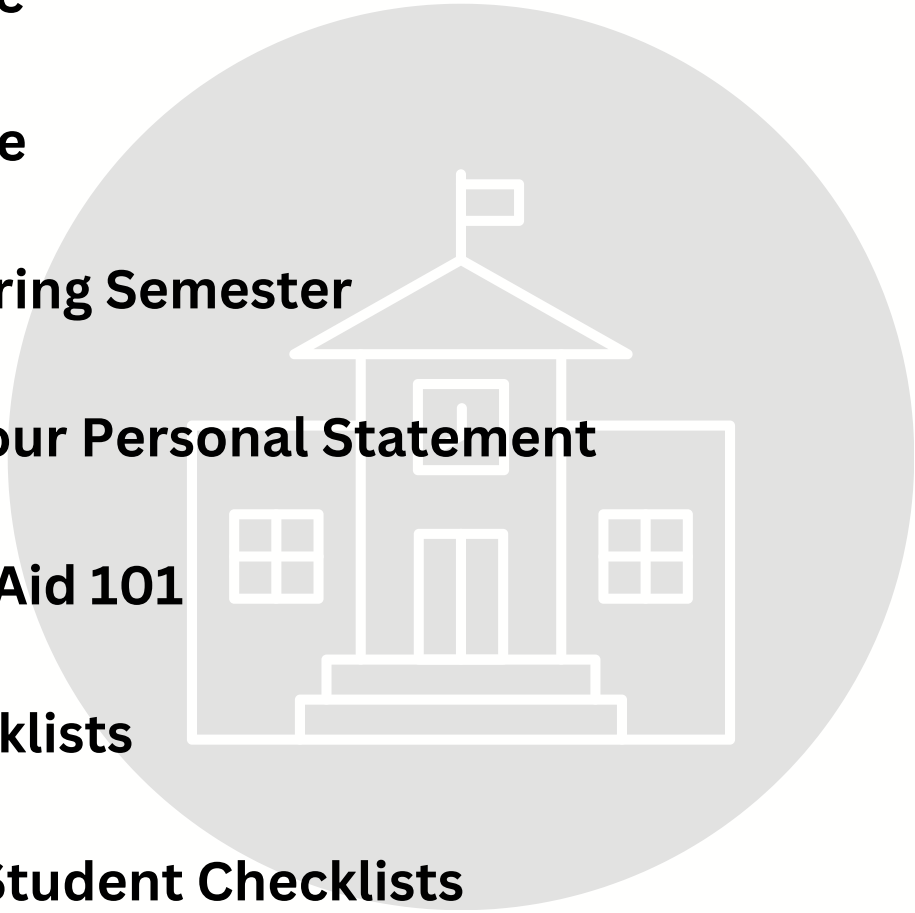 c
e
ring Semester
our Personal Statement
Aid 101
klists
Student Checklists